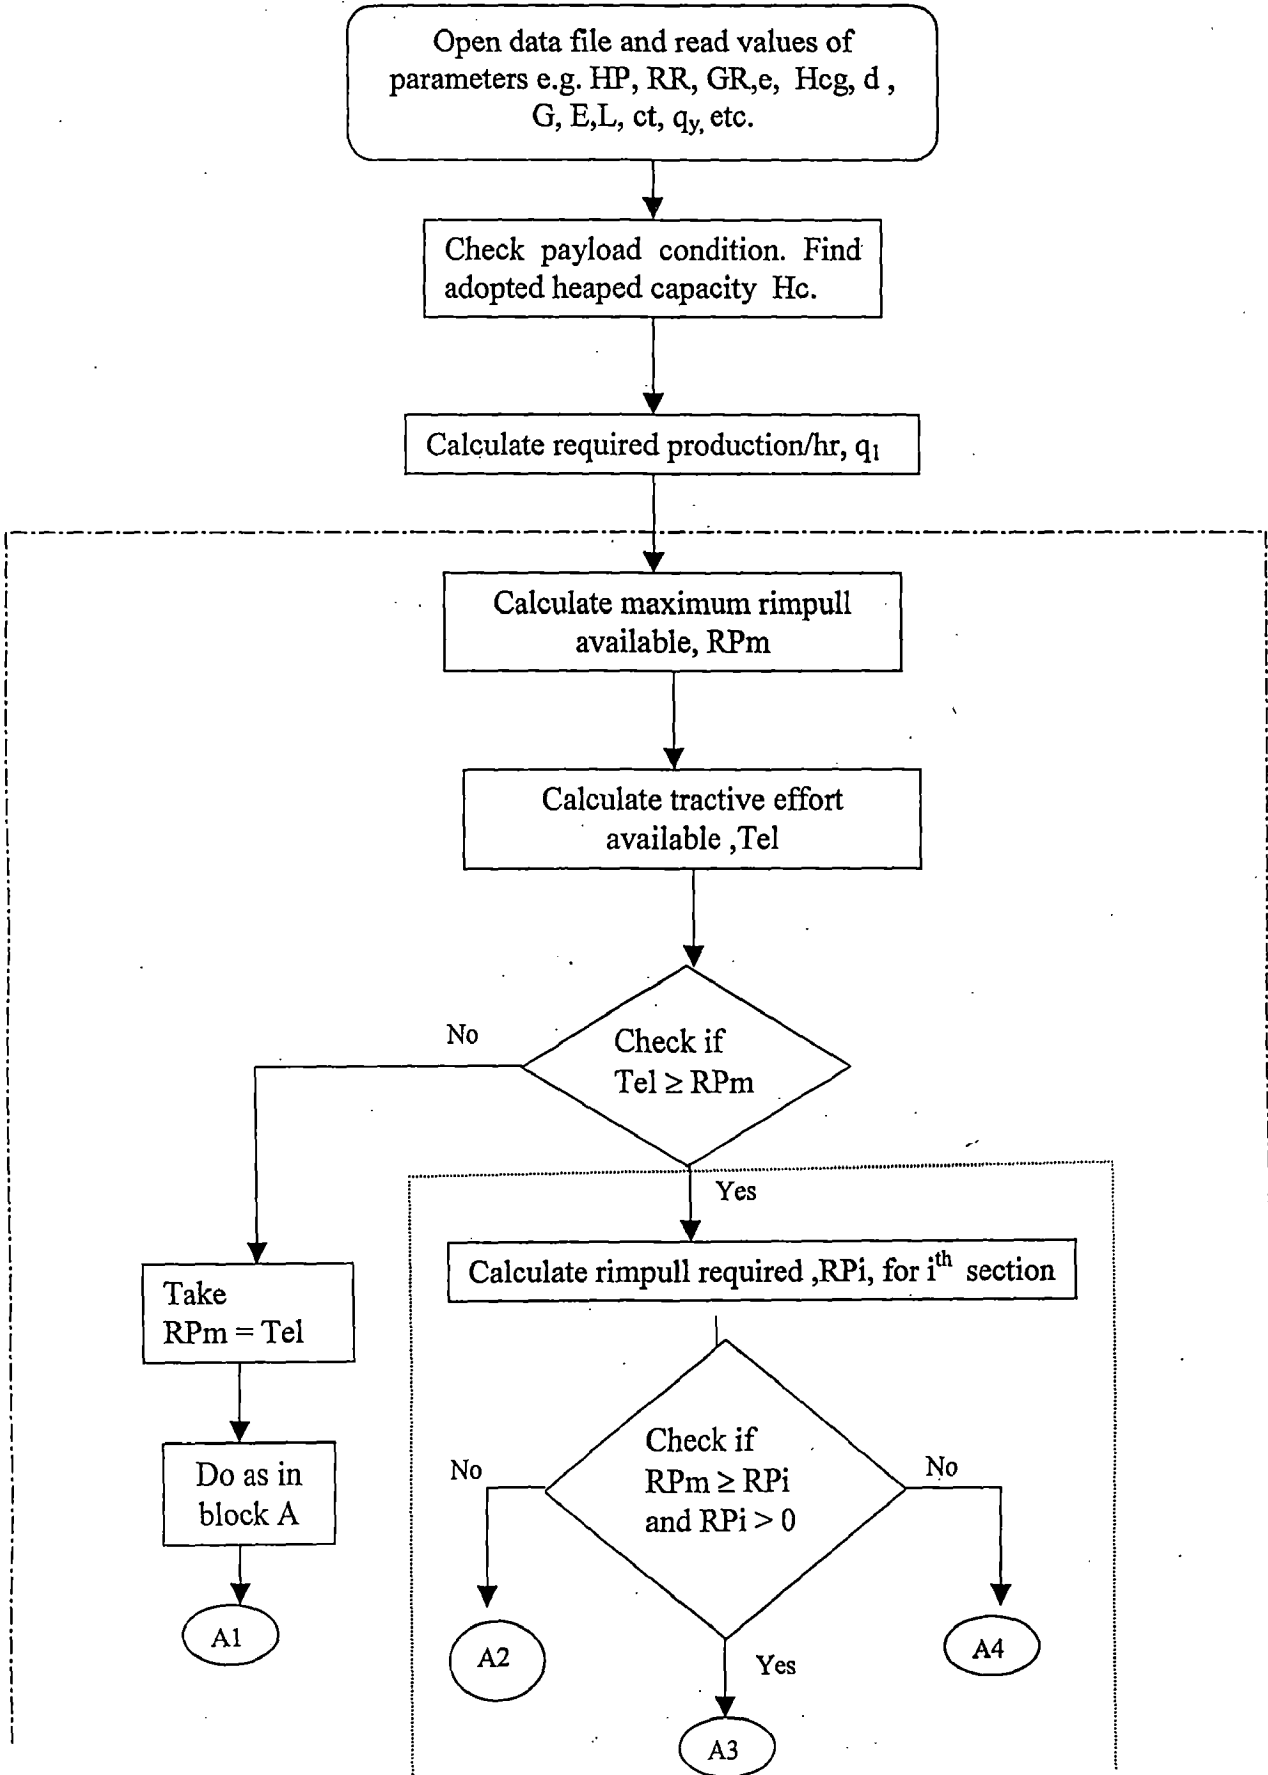 Open data file and read values of
parameters e.g. HP, RR, GR,e, Hcg, d ,
G, E,L, ct, qy, etc.
Check payload condition. Find
adopted heaped capacity Hc.
Calculate required production/hr, q1
Calculate maximum rimpull
available, RPm
Calculate tractive effort
available ,Tel
Check if
Tel ≥ RPm
No
Yes
Take
RPm = Tel
Do as in
block A
A1
Calculate rimpull required ,RPi, for ith section
Check if
RPm ≥ RPi
and RPi > 0
No
No
Yes
A2
A4
A3